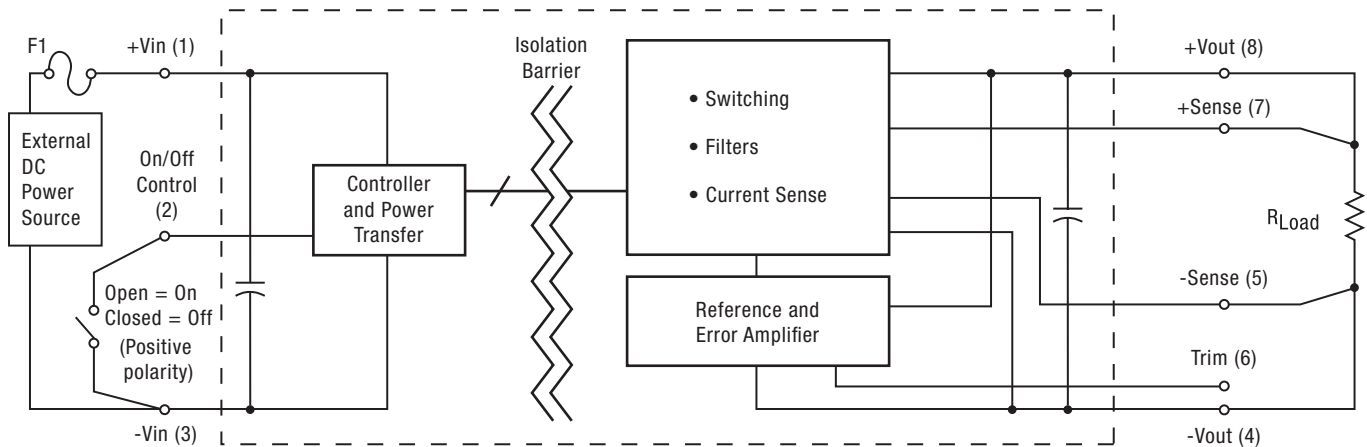 F1
+Vin (1)
External
DC
Power
Source
On/Off
Control
(2)
Open = On
Closed = Off
(Positive
polarity)
-Vin (3)
Controller
and Power
Transfer
Isolation
Barrier
• Switching
• Filters
• Current Sense
Reference and
Error Amplifier
+Vout (8)
+Sense (7)
RLoad
-Sense (5)
Trim (6)
-Vout (4)